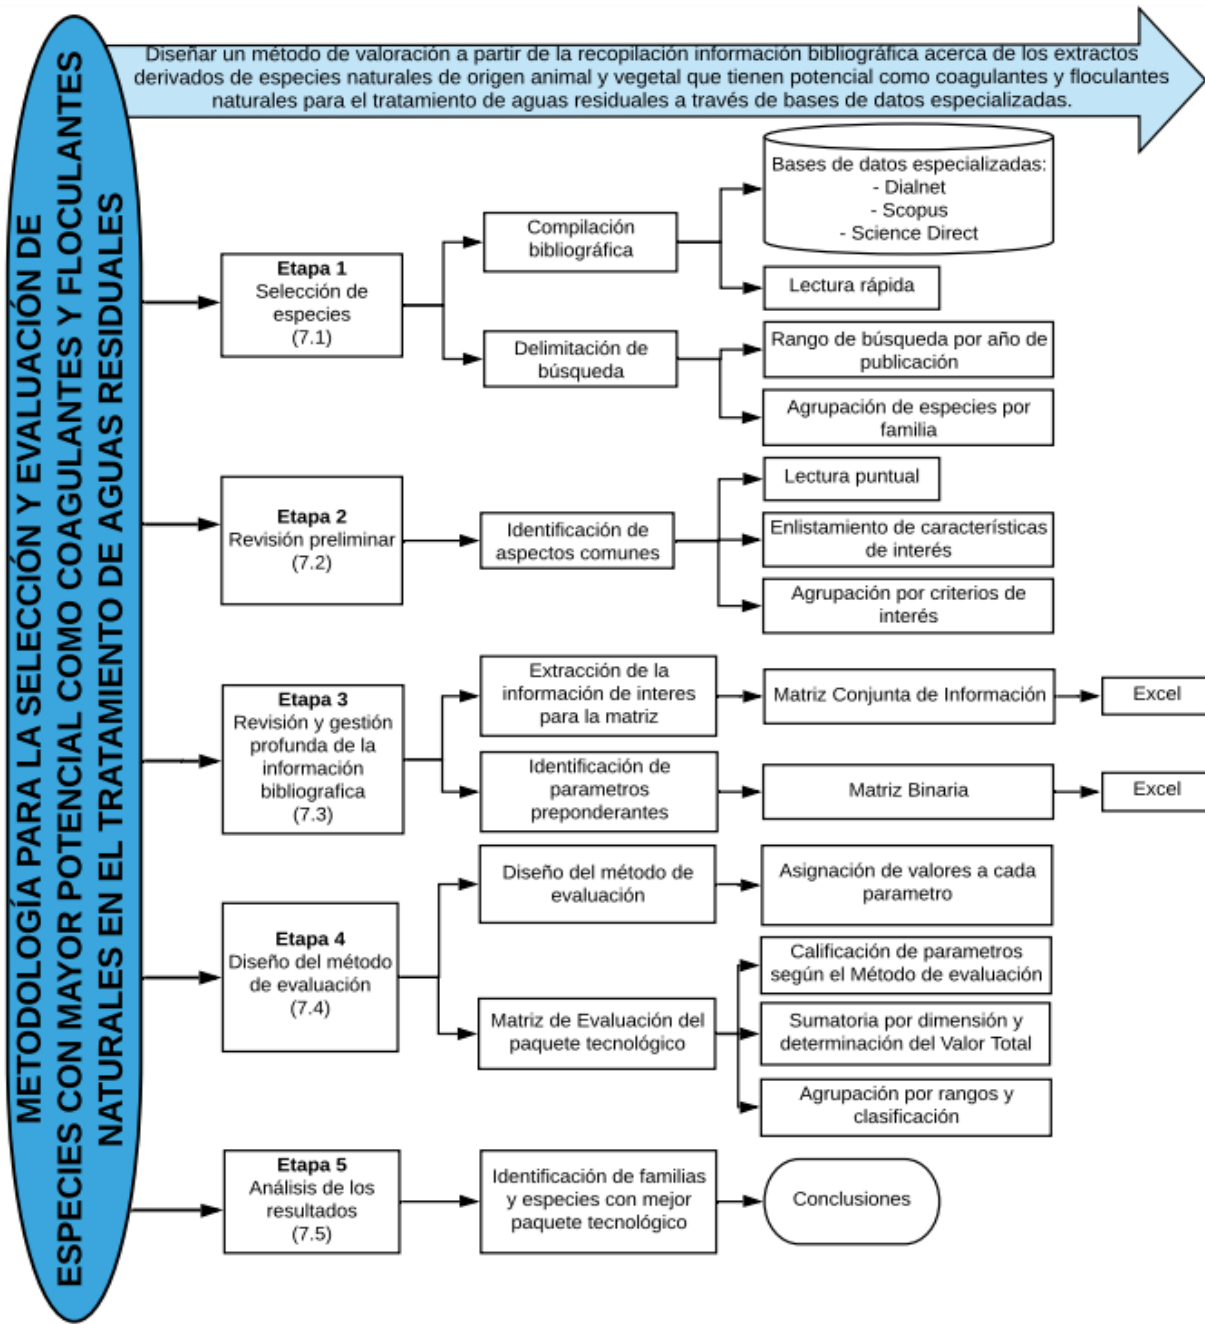 METODOLOGÍA PARA LA SELECCIÓN Y EVALUACIÓN DE
ESPECIES CON MAYOR POTENCIAL COMO COAGULANTES Y FLOCULANTES
NATURALES EN EL TRATAMIENTO DE AGUAS RESIDUALES
Diseñar un método de valoración a partir de la recopilación información bibliográfica acerca de los extractos
derivados de especies naturales de origen animal y vegetal que tienen potencial como coagulantes y floculantes
naturales para el tratamiento de aguas residuales a través de bases de datos especializadas.
Etapa 1
Selección de
especies
(7.1)
Compilación
bibliográfica
Bases de datos especializadas:
- Dialnet
- Scopus
- Science Direct
Lectura rápida
Delimitación de
búsqueda
Rango de búsqueda por año de
publicación
Agrupación de especies por
familia
Etapa 2
Revisión preliminar
(7.2)
Identificación de
aspectos comunes
Lectura puntual
Enlistamiento de características
de interés
Agrupación por criterios de
interés
Etapa 3
Revisión y gestión
profunda de la
información
bibliografica
(7.3)
Extracción de la
información de interes
para la matriz
Matriz Conjunta de Información
Excel
Identificación de
parametros
preponderantes
Matriz Binaria
Excel
Etapa 4
Diseño del método
de evaluación
(7.4)
Diseño del método de
evaluación
Asignación de valores a cada
parametro
Matriz de Evaluación del
paquete tecnológico
Calificación de parametros
según el Método de evaluación
Sumatoria por dimensión y
determinación del Valor Total
Agrupación por rangos y
clasificación
Etapa 5
Análisis de los
resultados
(7.5)
Identificación de familias
y especies con mejor
paquete tecnológico
Conclusiones